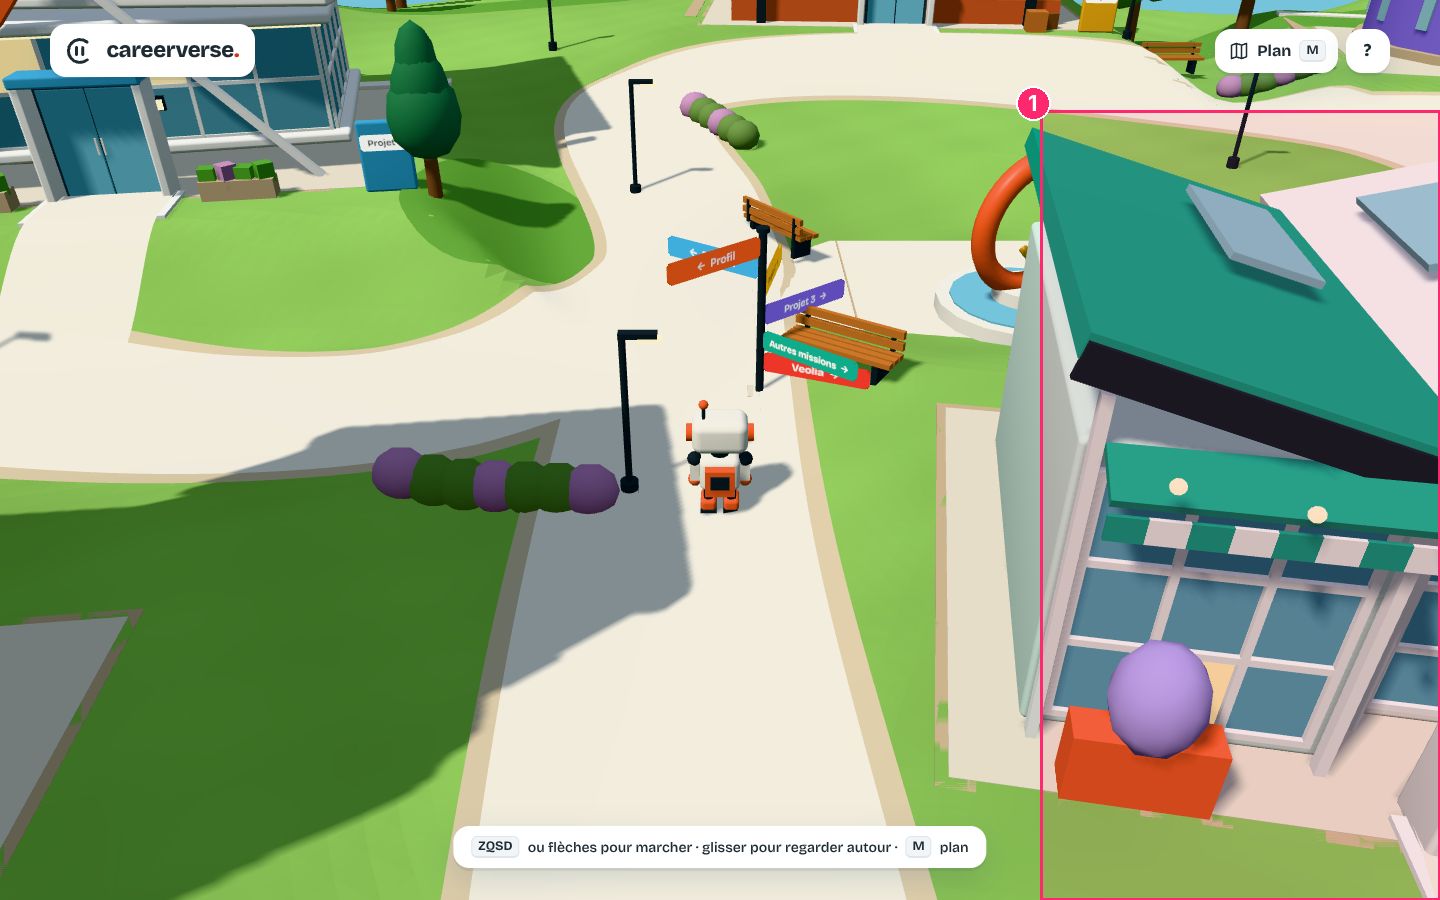 careerverse.
Plan M
?
1
Projet
← Profil
Projet 3 →
Autres missions →
Veolia →
ZQSD ou flèches pour marcher · glisser pour regarder autour · M plan